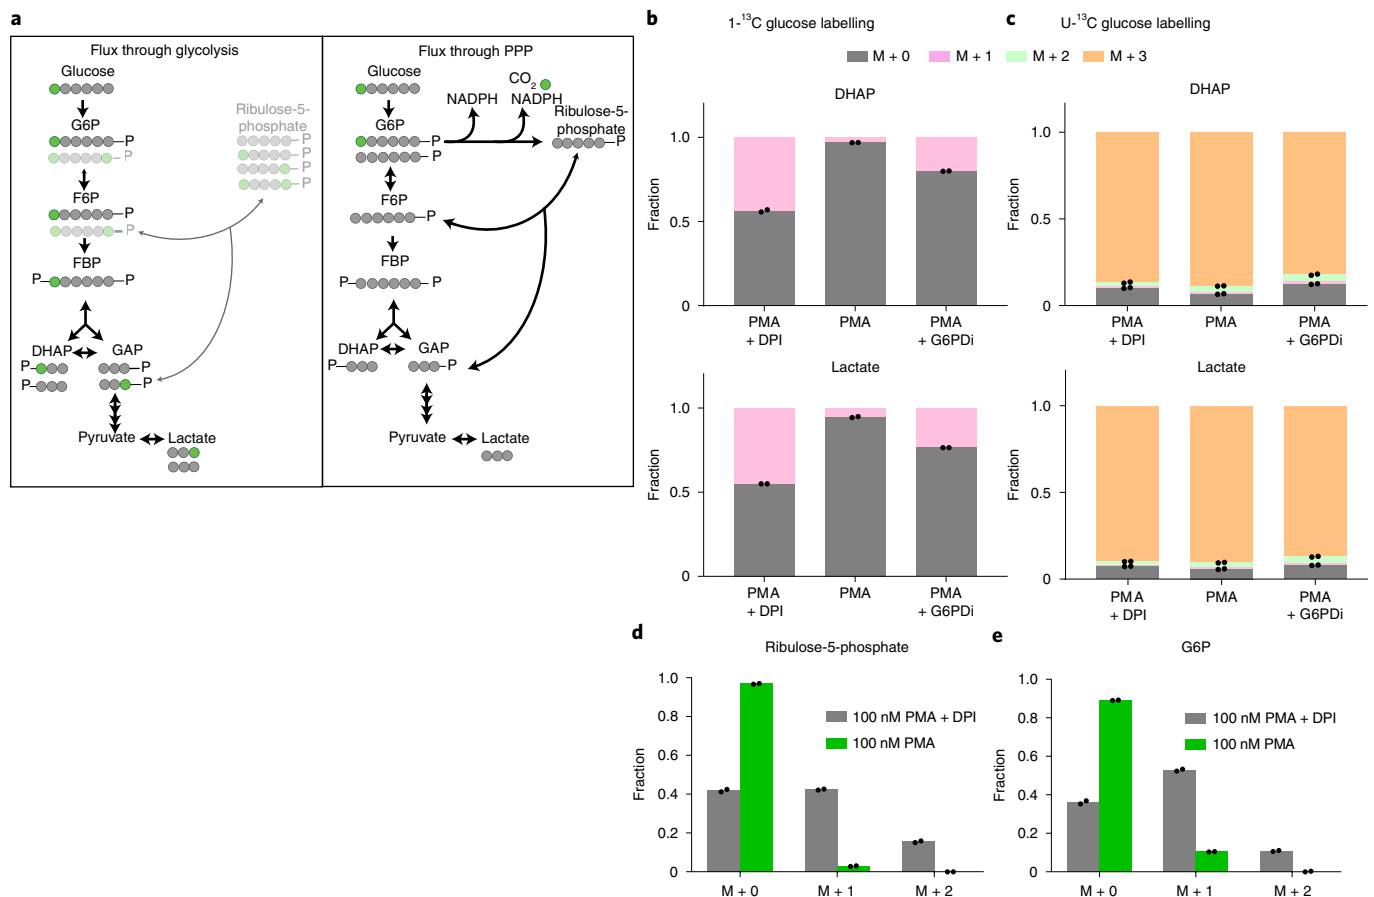 a
Flux through glycolysis
Glucose
G6P
P
P
F6P
P
P
FBP
P
P
DHAP
GAP
P
P
P
P
Pyruvate
Lactate
Ribulose-5-
phosphate
P
P
P
P
Flux through PPP
Glucose
CO2
NADPH
NADPH
Ribulose-5-
phosphate
G6P
P
P
F6P
P
FBP
P
P
DHAP
GAP
P
P
Pyruvate
Lactate
b
1-13C glucose labelling
c
U-13C glucose labelling
M + 0
M + 1
M + 2
M + 3
DHAP
Fraction
1.0
0.5
0
PMA
+ DPI
PMA
PMA
+ G6PDi
DHAP
Fraction
1.0
0.5
0
PMA
+ DPI
PMA
PMA
+ G6PDi
Lactate
Fraction
1.0
0.5
0
PMA
+ DPI
PMA
PMA
+ G6PDi
Lactate
Fraction
1.0
0.5
0
PMA
+ DPI
PMA
PMA
+ G6PDi
d
Ribulose-5-phosphate
Fraction
1.0
0.8
0.6
0.4
0.2
0
100 nM PMA + DPI
100 nM PMA
M + 0
M + 1
M + 2
e
G6P
Fraction
1.0
0.8
0.6
0.4
0.2
0
100 nM PMA + DPI
100 nM PMA
M + 0
M + 1
M + 2